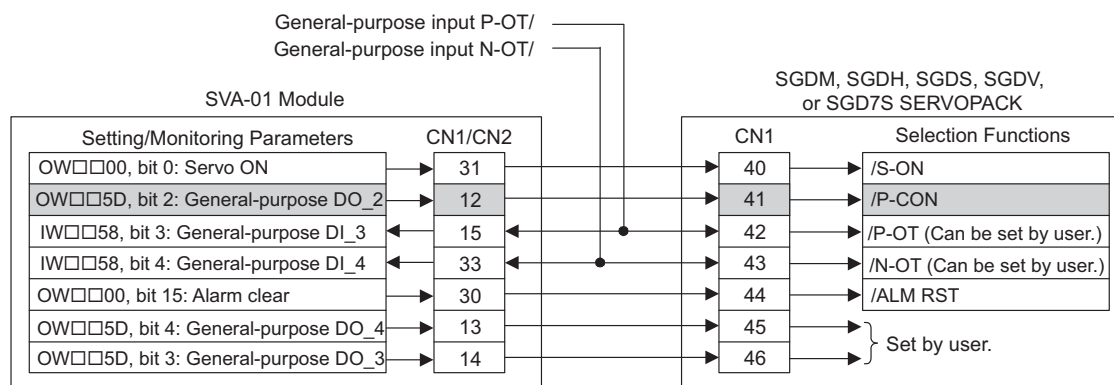 General-purpose input P-OT/
General-purpose input N-OT/
SVA-01 Module
SGDM, SGDH, SGDS, SGDV,
or SGD7S SERVOPACK
Setting/Monitoring Parameters CN1/CN2 CN1 Selection Functions
OW□□00, bit 0: Servo ON 31 40 /S-ON
OW□□5D, bit 2: General-purpose DO_2 12 41 /P-CON
IW□□58, bit 3: General-purpose DI_3 15 42 /P-OT (Can be set by user.)
IW□□58, bit 4: General-purpose DI_4 33 43 /N-OT (Can be set by user.)
OW□□00, bit 15: Alarm clear 30 44 /ALM RST
OW□□5D, bit 4: General-purpose DO_4 13 45
OW□□5D, bit 3: General-purpose DO_3 14 46
Set by user.